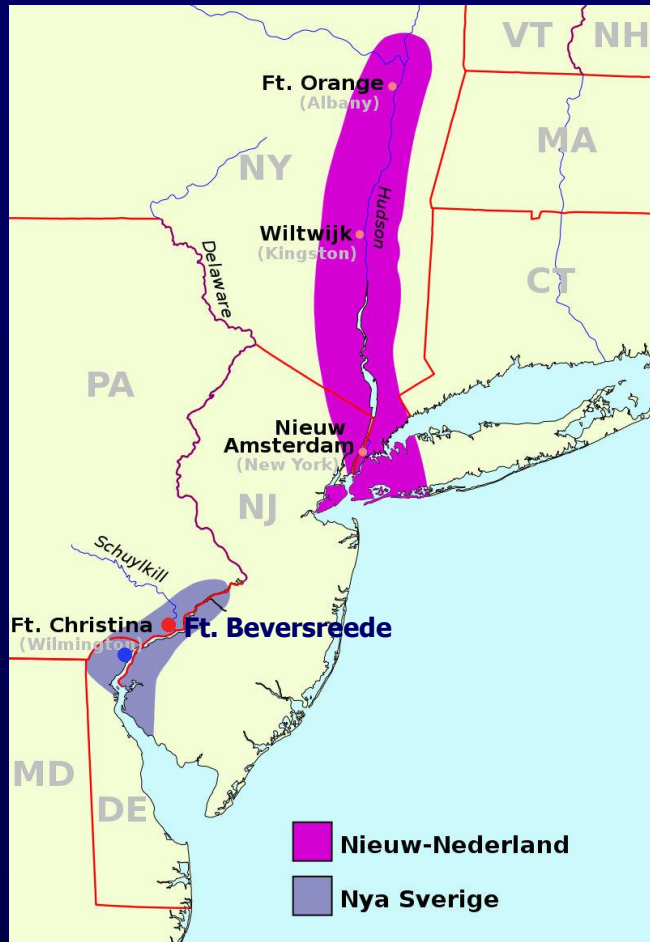 VT
NH
Ft. Orange
(Albany)
MA
NY
Hudson
Wiltwijk
(Kingston)
Delaware
CT
PA
Nieuw
Amsterdam
(New York)
NJ
Schuylkill
Ft. Christina
Ft. Beversreede
(Wilmington)
MD
DE
Nieuw-Nederland
Nya Sverige